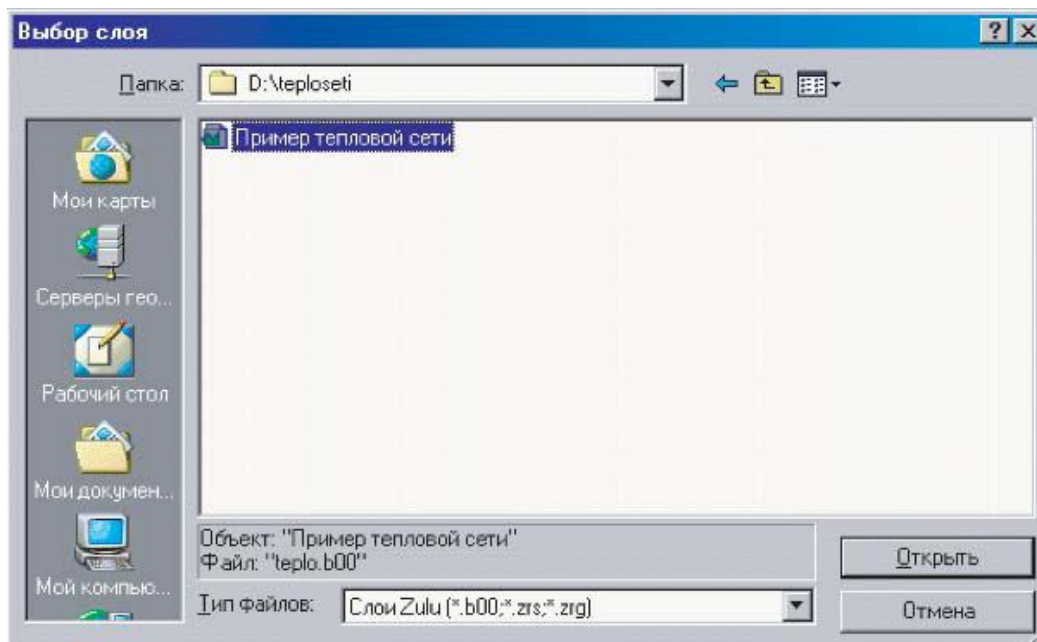 Выбор слоя
Папка: D:\teploseti
Пример тепловой сети
Мои карты
Серверы гео...
Рабочий стол
Мои докумен...
Мой компью...
Объект: "Пример тепловой сети"
Файл: "teplo.b00"
Открыть
Тип файлов: Слои Zulu (*.b00;*.zrs;*.zrg)
Отмена